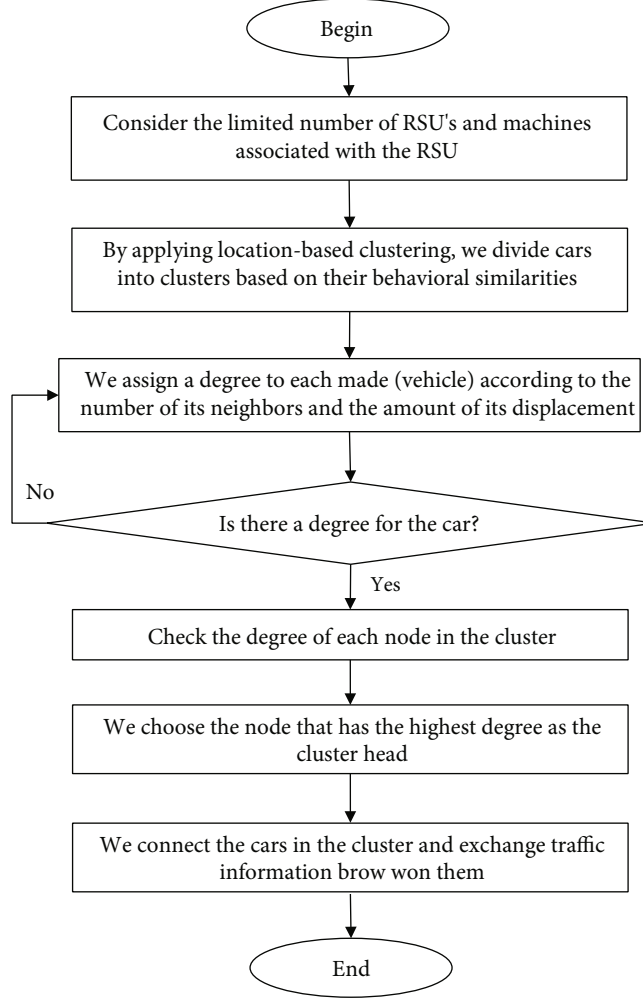 Begin
Consider the limited number of RSU's and machines
associated with the RSU
By applying location-based clustering, we divide cars
into clusters based on their behavioral similarities
We assign a degree to each made (vehicle) according to the
number of its neighbors and the amount of its displacement
No
Is there a degree for the car?
Yes
Check the degree of each node in the cluster
We choose the node that has the highest degree as the
cluster head
We connect the cars in the cluster and exchange traffic
information brow won them
End